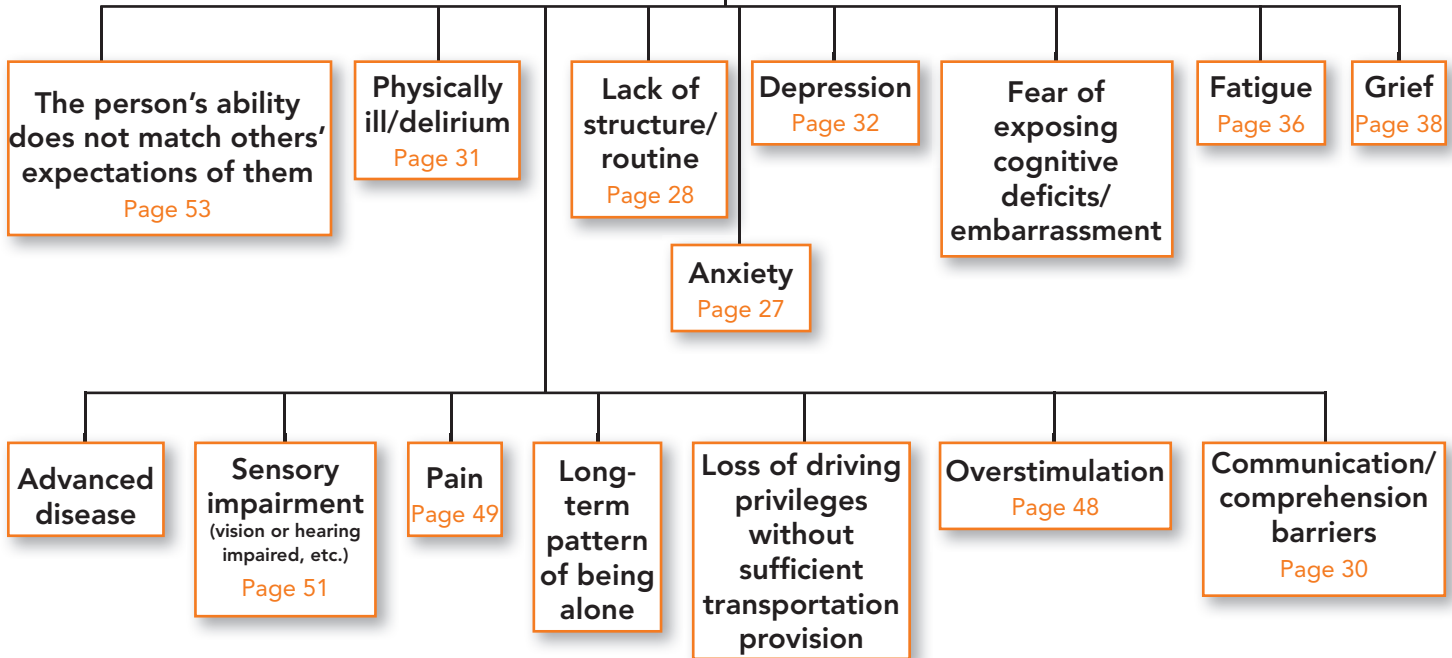 The person’s ability
does not match others’
expectations of them
Page 53
Physically
ill/delirium
Page 31
Lack of
structure/
routine
Page 28
Anxiety
Page 27
Depression
Page 32
Fear of
exposing
cognitive
deficits/
embarrassment
Fatigue
Page 36
Grief
Page 38
Advanced
disease
Sensory
impairment
(vision or hearing
impaired, etc.)
Page 51
Pain
Page 49
Long-
term
pattern
of being
alone
Loss of driving
privileges
without
sufficient
transportation
provision
Overstimulation
Page 48
Communication/
comprehension
barriers
Page 30